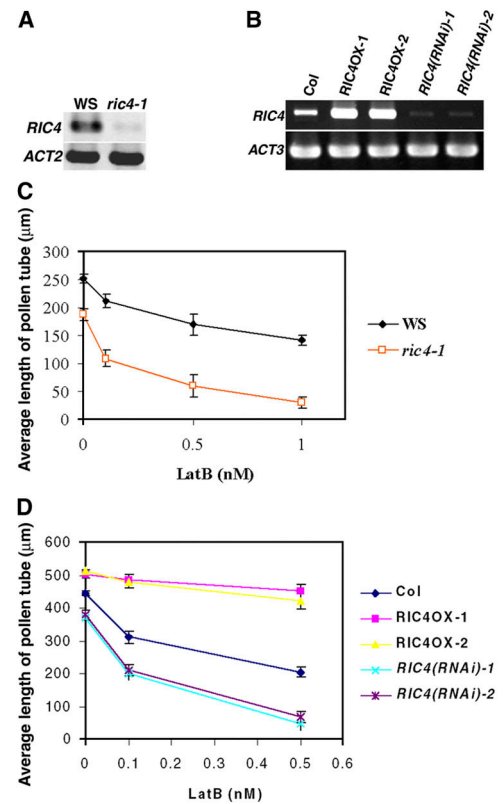 A
WS ric4-1
RIC4
ACT2
B
Col RIC4OX-1 RIC4OX-2 RIC4(RNAi)-1 RIC4(RNAi)-2
RIC4
ACT3
C
Average length of pollen tube (μm)
300
250
200
150
100
50
0
0 0.5 1
LatB (nM)
WS
ric4-1
D
Average length of pollen tube (μm)
600
500
400
300
200
100
0
0 0.1 0.2 0.3 0.4 0.5 0.6
LatB (nM)
Col
RIC4OX-1
RIC4OX-2
RIC4(RNAi)-1
RIC4(RNAi)-2